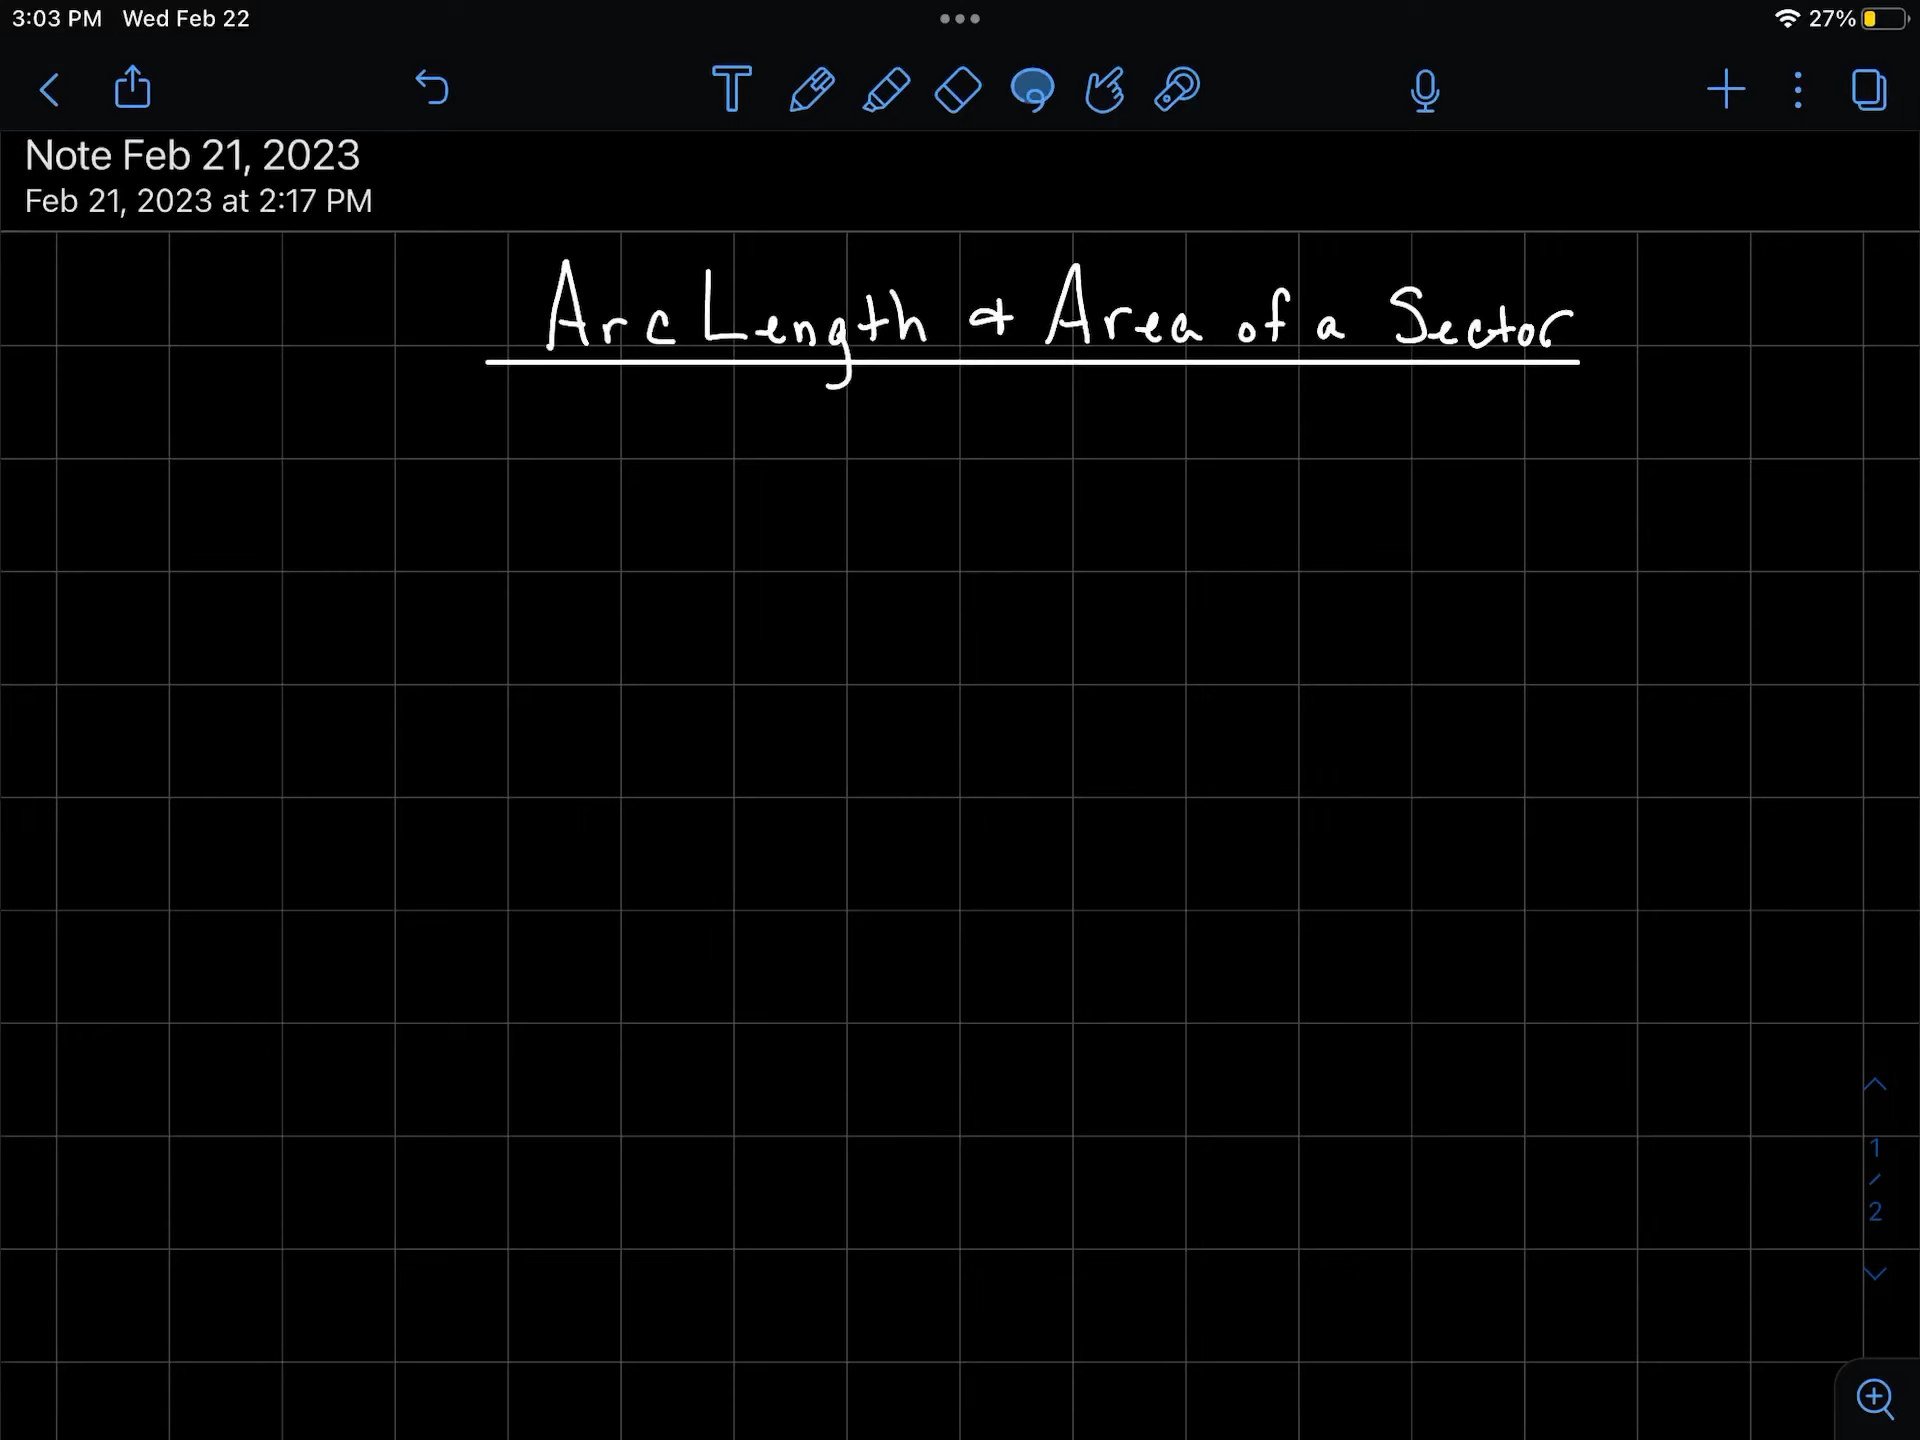 3:03 PM Wed Feb 22
27%
T
Note Feb 21, 2023
Feb 21, 2023 at 2:17 PM
Arc Length & Area of a Sector
1
/
2